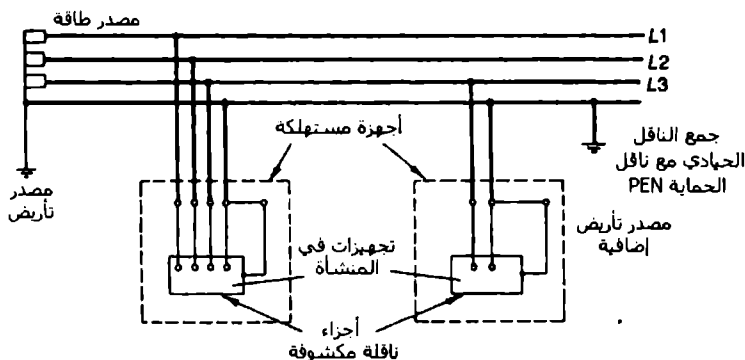 مصدر طاقة
L1
L2
L3
أجهزة مستهلكة
جمع الناقل
الحيادي مع ناقل
الحماية PEN
مصدر
تأريض
مصدر تأريض
إضافية
تجهيزات في
المنشأة
أجزاء
ناقلة مكشوفة